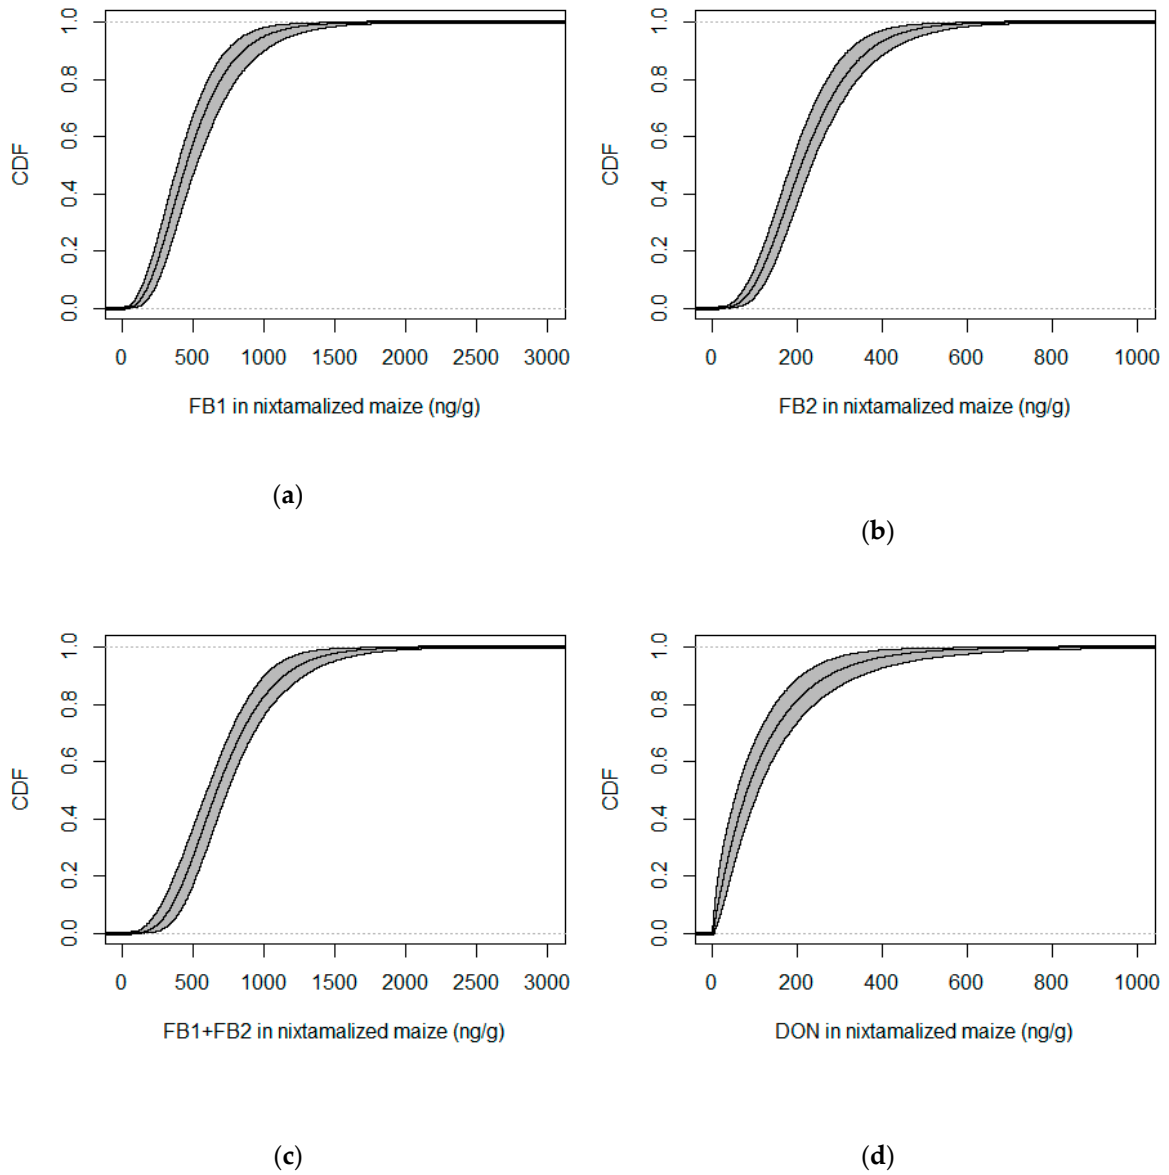 CDF
0.0 0.2 0.4 0.6 0.8 1.0
0 500 1000 1500 2000 2500 3000
FB1 in nixtamalized maize (ng/g)
(a)
CDF
0.0 0.2 0.4 0.6 0.8 1.0
0 200 400 600 800 1000
FB2 in nixtamalized maize (ng/g)
(b)
CDF
0.0 0.2 0.4 0.6 0.8 1.0
0 500 1000 1500 2000 2500 3000
FB1+FB2 in nixtamalized maize (ng/g)
(c)
CDF
0.0 0.2 0.4 0.6 0.8 1.0
0 200 400 600 800 1000
DON in nixtamalized maize (ng/g)
(d)